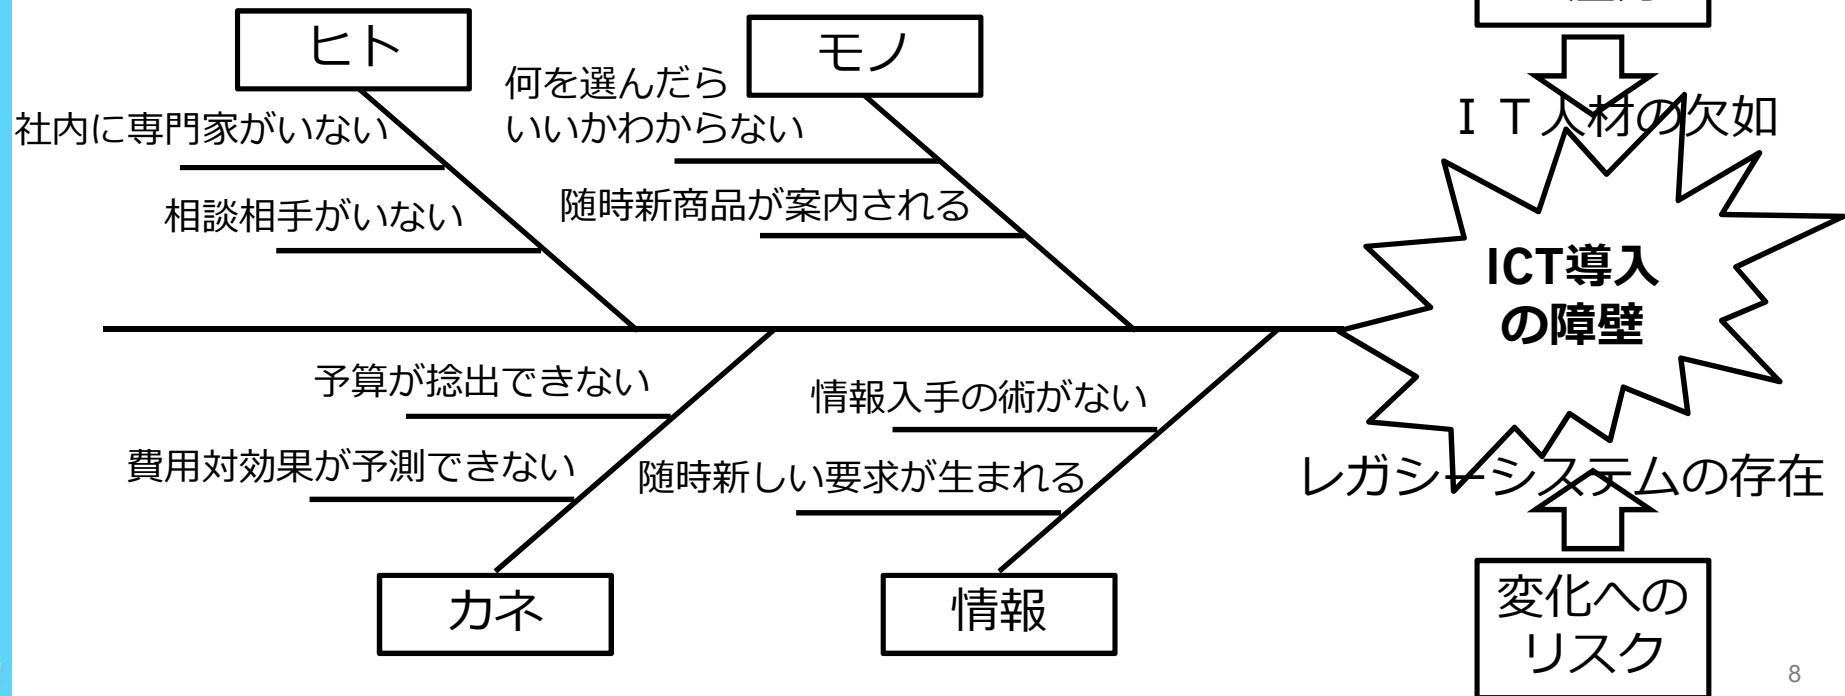 ヒト
モノ
何を選んだら
いいかわからない
社内に専門家がいない
ＩＴ人材の欠如
相談相手がいない
随時新商品が案内される
ICT導入
の障壁
予算が捻出できない
情報入手の術がない
費用対効果が予測できない
随時新しい要求が生まれる
レガシーシステムの存在
カネ
情報
変化への
リスク
8